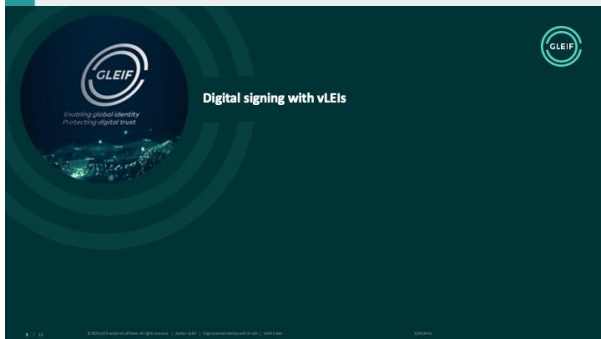 GLEIF
GLEIF
Enabling global identity
Protecting digital trust
Digital signing with vLEIs